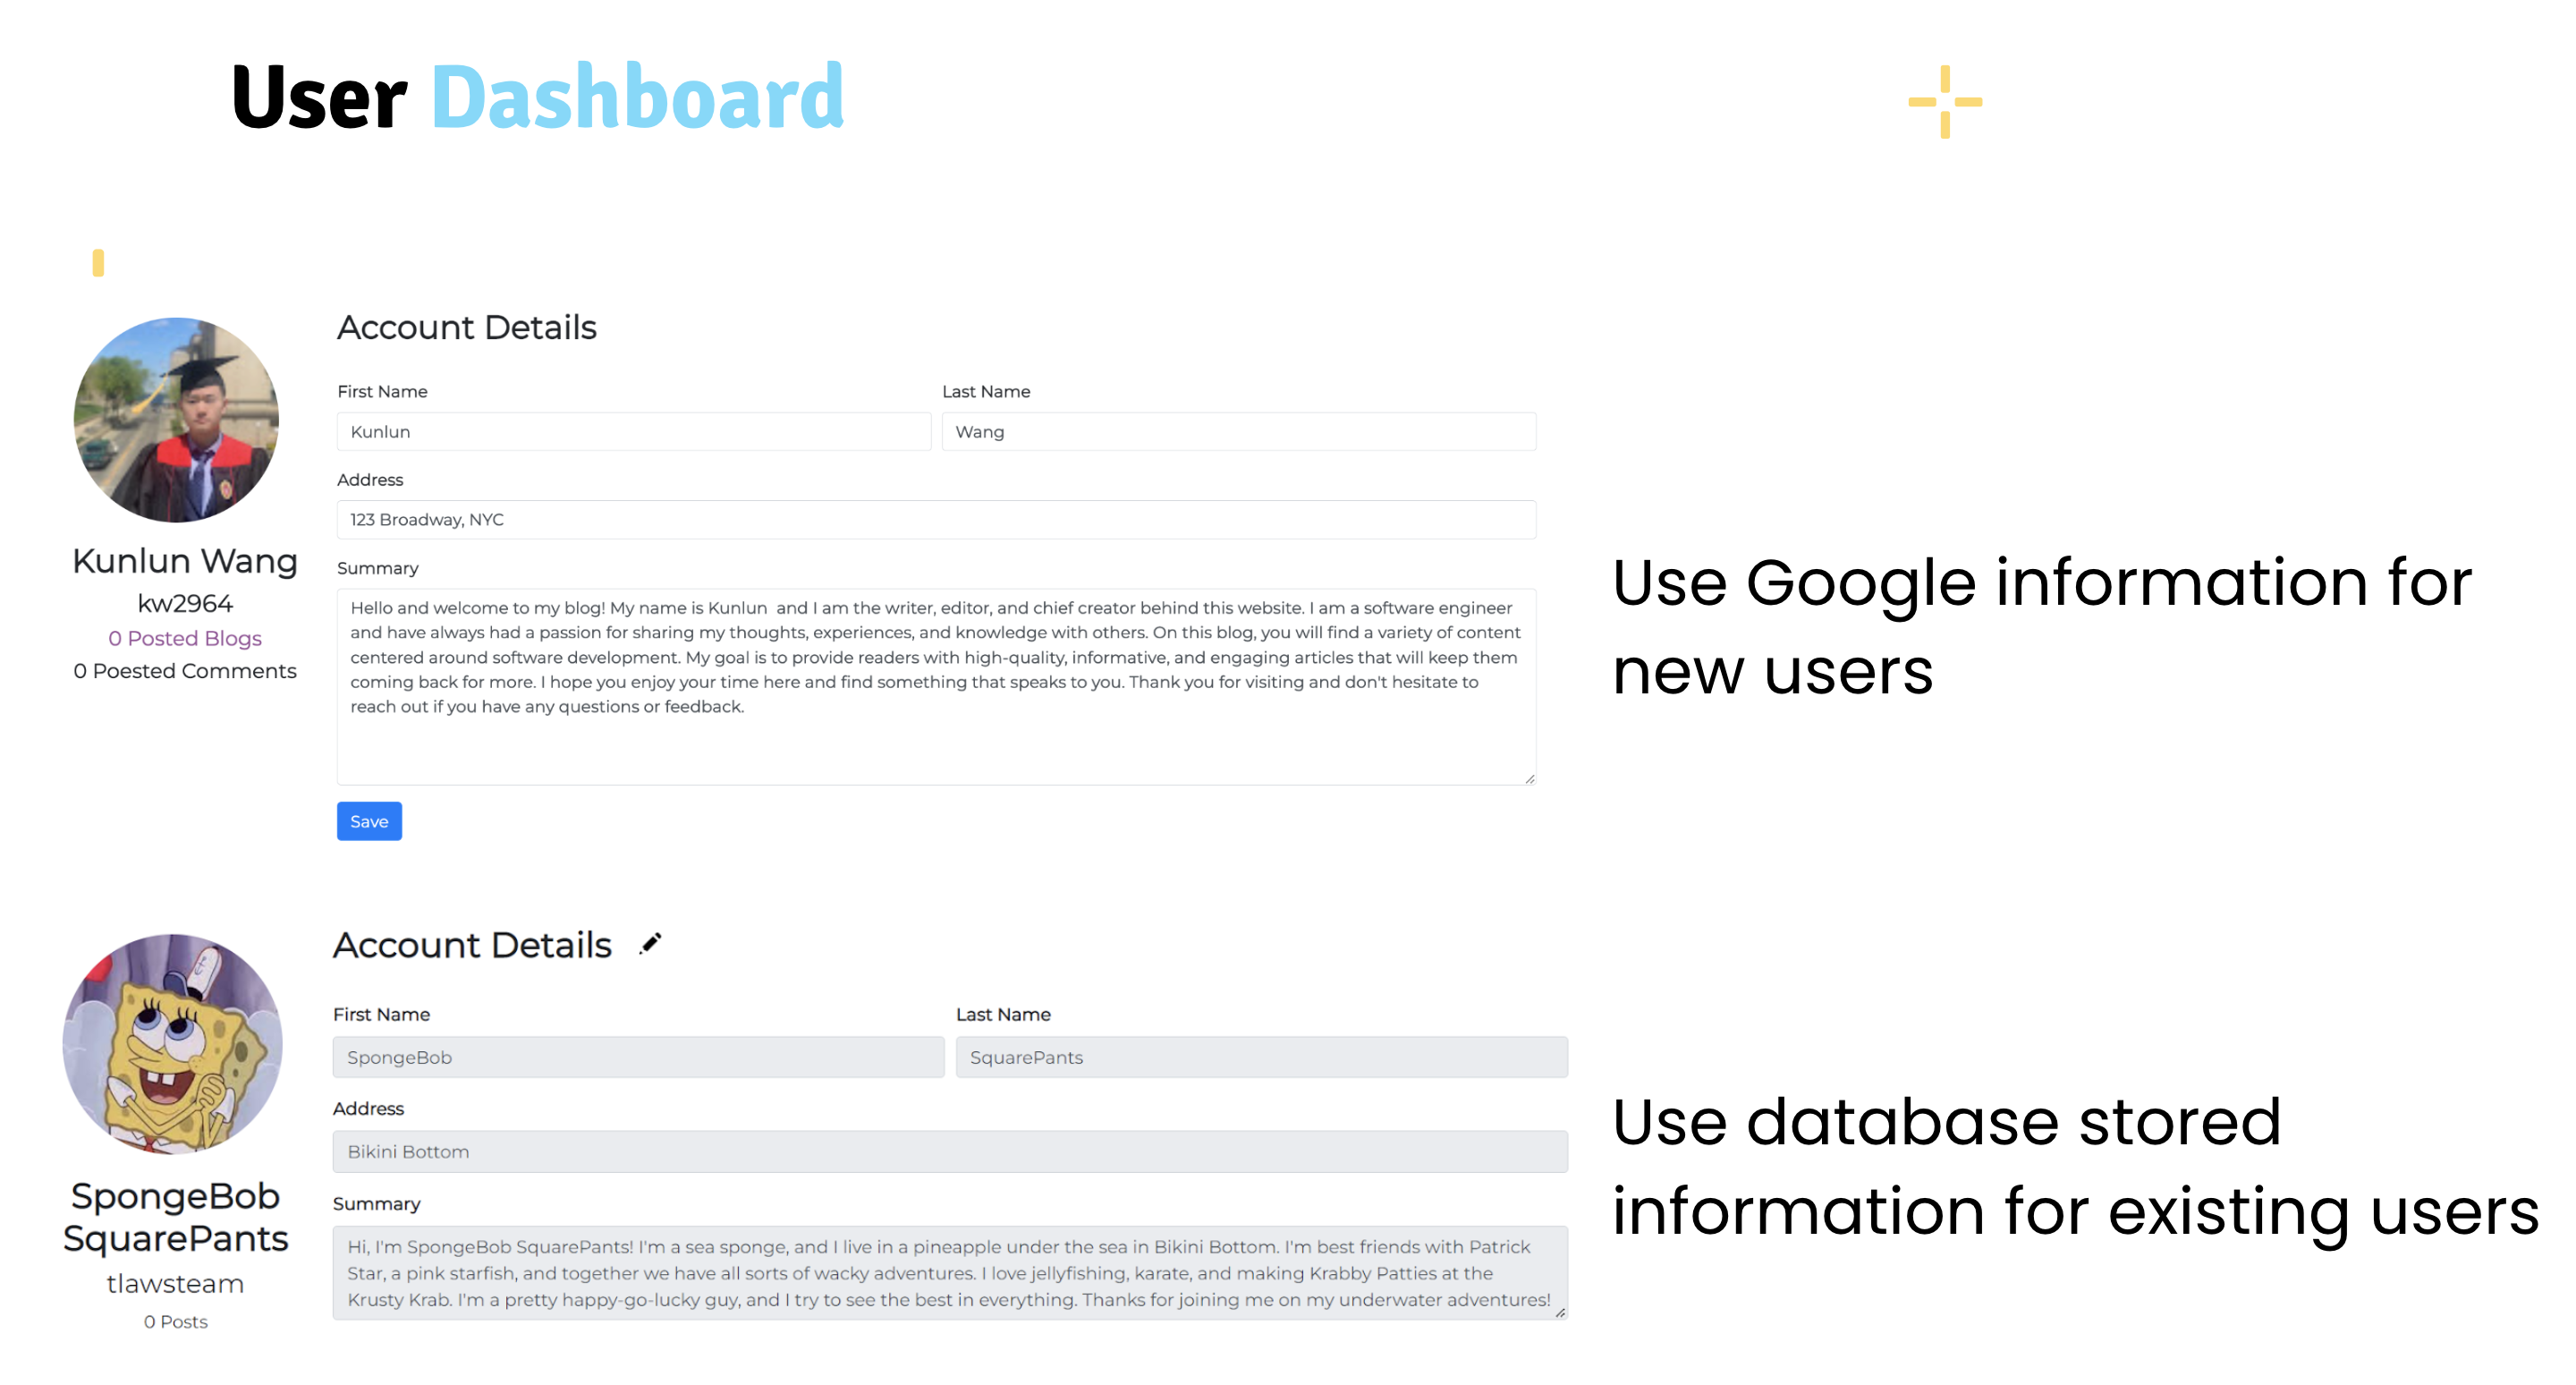 User Dashboard
Account Details
First Name
Last Name
Kunlun
Wang
Address
123 Broadway, NYC
Kunlun Wang
kw2964
0 Posted Blogs
0 Poested Comments
Summary
Hello and welcome to my blog! My name is Kunlun  and I am the writer, editor, and chief creator behind this website. I am a software engineer
and have always had a passion for sharing my thoughts, experiences, and knowledge with others. On this blog, you will find a variety of content
centered around software development. My goal is to provide readers with high-quality, informative, and engaging articles that will keep them
coming back for more. I hope you enjoy your time here and find something that speaks to you. Thank you for visiting and don't hesitate to
reach out if you have any questions or feedback.
Save
Use Google information for
new users
Account Details
First Name
Last Name
SpongeBob
SquarePants
Address
Bikini Bottom
SpongeBob
SquarePants
tlawsteam
0 Posts
Summary
Hi, I'm SpongeBob SquarePants! I'm a sea sponge, and I live in a pineapple under the sea in Bikini Bottom. I'm best friends with Patrick
Star, a pink starfish, and together we have all sorts of wacky adventures. I love jellyfishing, karate, and making Krabby Patties at the
Krusty Krab. I'm a pretty happy-go-lucky guy, and I try to see the best in everything. Thanks for joining me on my underwater adventures!
Use database stored
information for existing users